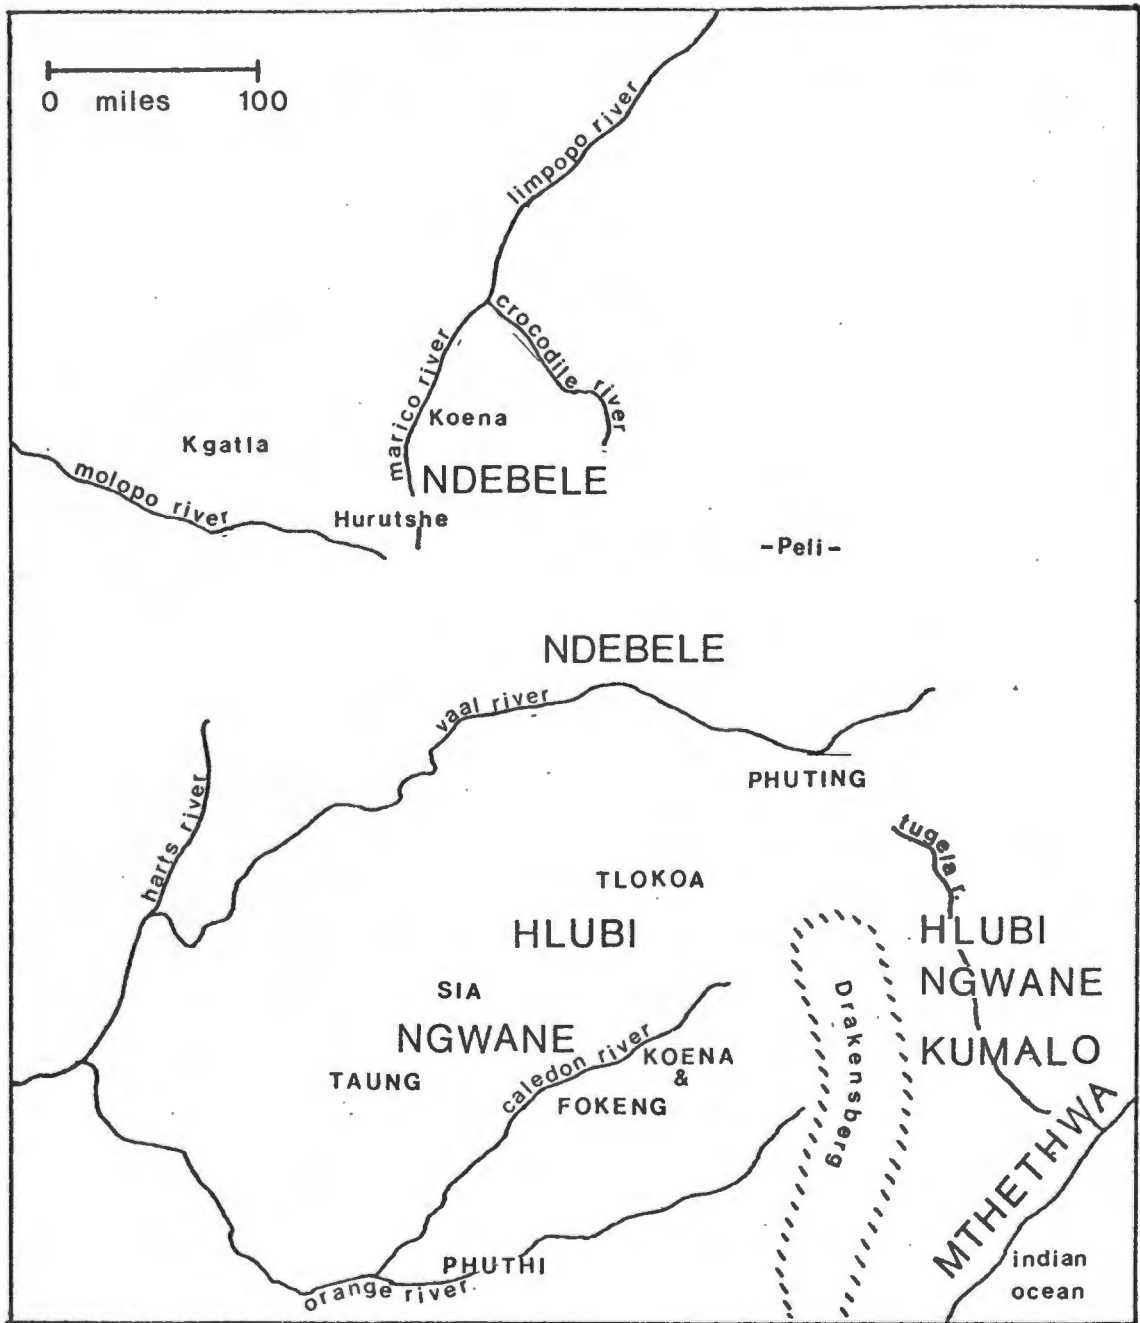 0 miles 100
limpopo river
crocodile river
marico river
Koena
Kgatla
molopo river
NDEBELE
Hurutshe
-Peli-
NDEBELE
vaal river
PHUTING
harts river
tugela r.
TLOKOA
HLUBI
HLUBI
NGWANE
KUMALO
SIA
NGWANE
TAUNG
caledon river
KOENA
&
FOKENG
Drakensberg
MTHETHWA
PHUTHI
orange river
indian
ocean